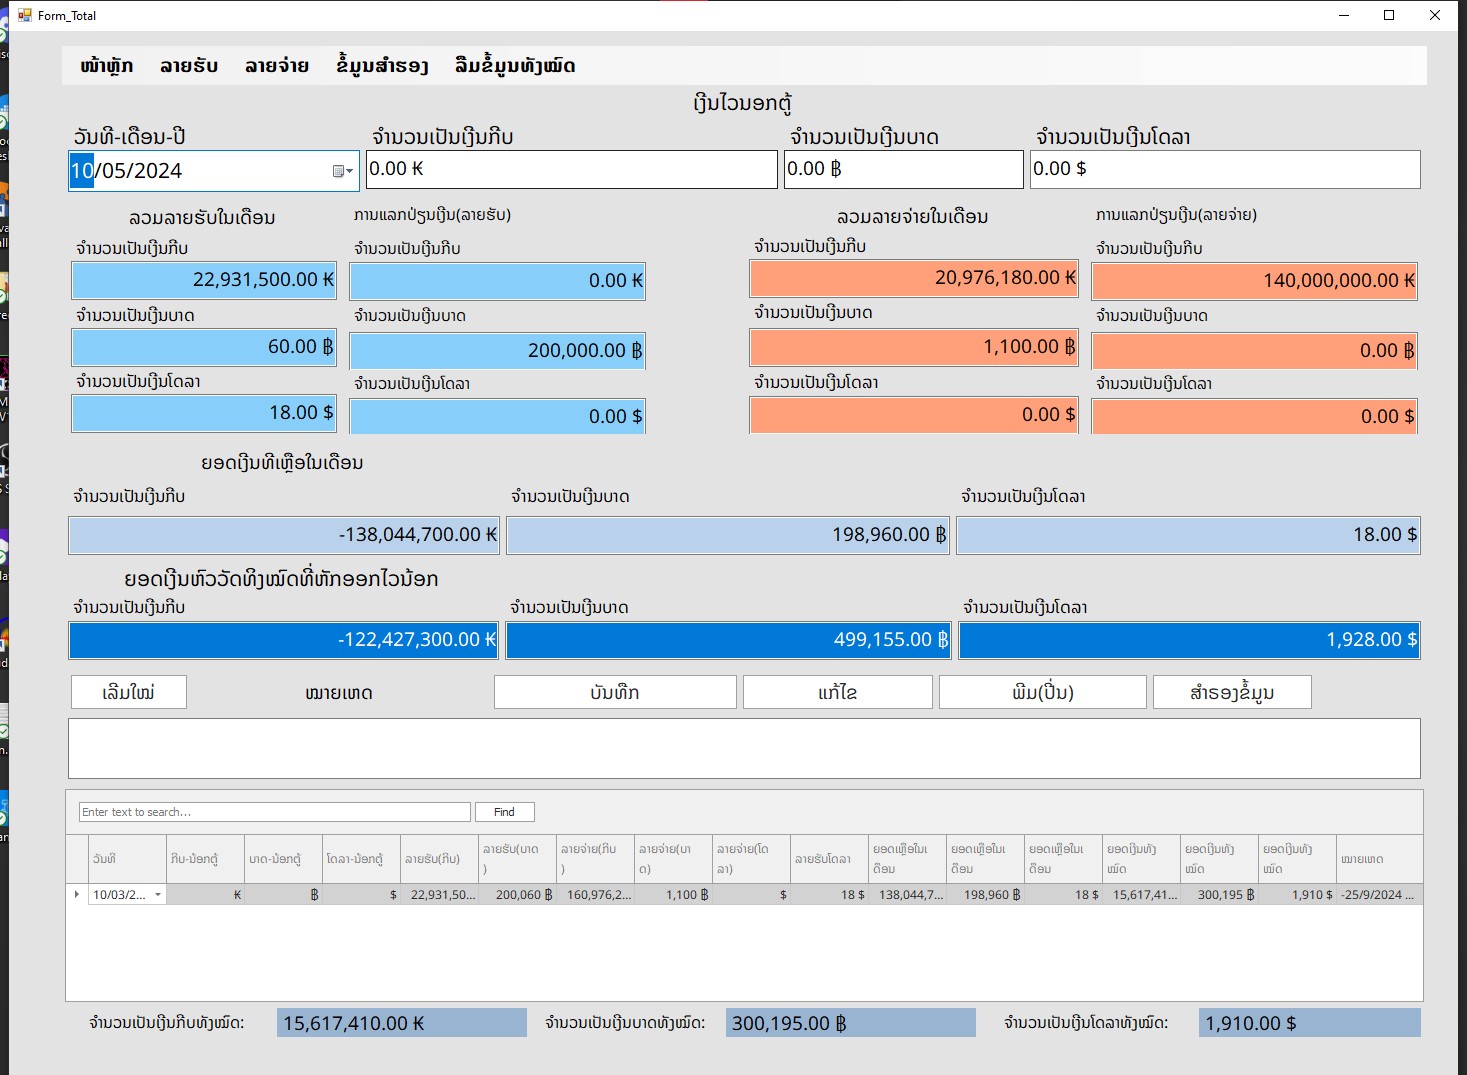 Form_Total
ໜ້າຫຼັກ ລາຍຮັບ ລາຍຈ່າຍ ຂໍ້ມູນສຳຮອງ ລືມຂໍ້ມູນທັງໝົດ
ເງີນໄວນອກຕູ້
ວັນທີ-ເດືອນ-ປີ ຈຳນວນເປັນເງີນກີບ ຈຳນວນເປັນເງີນບາດ ຈຳນວນເປັນເງີນໂດລາ
10/05/2024 0.00 ₭ 0.00 ฿ 0.00 $
ລວມລາຍຮັບໃນເດືອນ ການແລກປ່ຽນເງີນ(ລາຍຮັບ) ລວມລາຍຈ່າຍໃນເດືອນ ການແລກປ່ຽນເງີນ(ລາຍຈ່າຍ)
ຈຳນວນເປັນເງີນກີບ ຈຳນວນເປັນເງີນກີບ ຈຳນວນເປັນເງີນກີບ ຈຳນວນເປັນເງີນກີບ
22,931,500.00 ₭ 0.00 ₭ 20,976,180.00 ₭ 140,000,000.00 ₭
ຈຳນວນເປັນເງີນບາດ ຈຳນວນເປັນເງີນບາດ ຈຳນວນເປັນເງີນບາດ ຈຳນວນເປັນເງີນບາດ
60.00 ฿ 200,000.00 ฿ 1,100.00 ฿ 0.00 ฿
ຈຳນວນເປັນເງີນໂດລາ ຈຳນວນເປັນເງີນໂດລາ ຈຳນວນເປັນເງີນໂດລາ ຈຳນວນເປັນເງີນໂດລາ
18.00 $ 0.00 $ 0.00 $ 0.00 $
ຍອດເງີນທີເຫຼືອໃນເດືອນ
ຈຳນວນເປັນເງີນກີບ ຈຳນວນເປັນເງີນບາດ ຈຳນວນເປັນເງີນໂດລາ
-138,044,700.00 ₭ 198,960.00 ฿ 18.00 $
ຍອດເງີນຫົວວັດທິງໝົດທີ່ຫັກອອກໄວນ້ອກ
ຈຳນວນເປັນເງີນກີບ ຈຳນວນເປັນເງີນບາດ ຈຳນວນເປັນເງີນໂດລາ
-122,427,300.00 ₭ 499,155.00 ฿ 1,928.00 $
ເລີມໃໝ່ ໝາຍເຫດ ບັນທືກ ແກ້ໄຂ ພີມ(ປີ່ນ) ສຳຮອງຂໍ້ມູນ
Enter text to search... Find
ວັນທີ ກີບ-ນ້ອກຕູ້ ບາດ-ນ້ອກຕູ້ ໂດລາ-ນ້ອກຕູ້ ລາຍຮັບ(ກີບ) ລາຍຮັບ(ບາດ) ລາຍຈ່າຍ(ກີບ) ລາຍຈ່າຍ(ບາດ) ລາຍຈ່າຍ(ໂດລາ) ລາຍຮັບໂດລາ ຍອດເຫຼືອໃນເດືອນ ຍອດເຫຼືອໃນເດືອນ ຍອດເຫຼືອໃນເດືອນ ຍອດເງີນທັງໝົດ ຍອດເງີນທັງໝົດ ຍອດເງີນທັງໝົດ ໝາຍເຫດ
10/03/2... ₭ ฿ $ 22,931,50... 200,060 ฿ 160,976,2... 1,100 ฿ $ 18 $ 138,044,7... 198,960 ฿ 18 $ 15,617,41... 300,195 ฿ 1,910 $ -25/9/2024 ...
ຈຳນວນເປັນເງີນກີບທັງໝົດ: 15,617,410.00 ₭ ຈຳນວນເປັນເງີນບາດທັງໝົດ: 300,195.00 ฿ ຈຳນວນເປັນເງີນໂດລາທັງໝົດ: 1,910.00 $